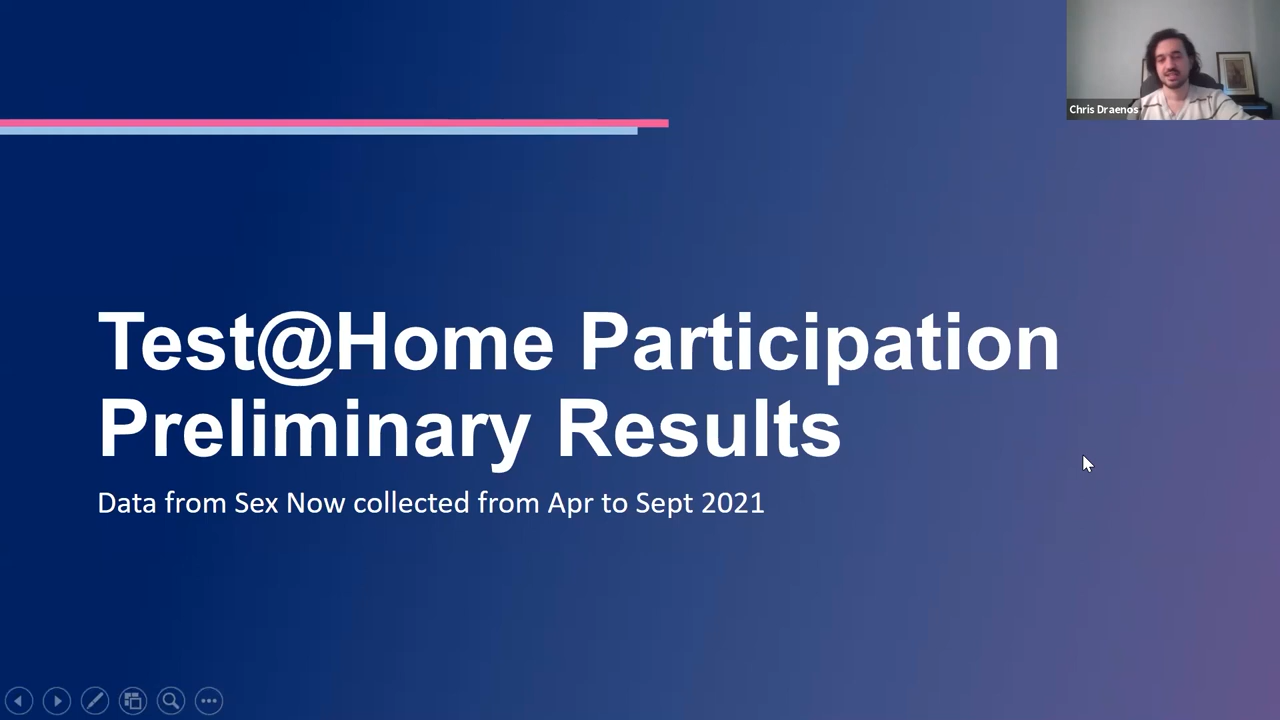 Chris Draenos
Test@Home Participation
Preliminary Results
Data from Sex Now collected from Apr to Sept 2021